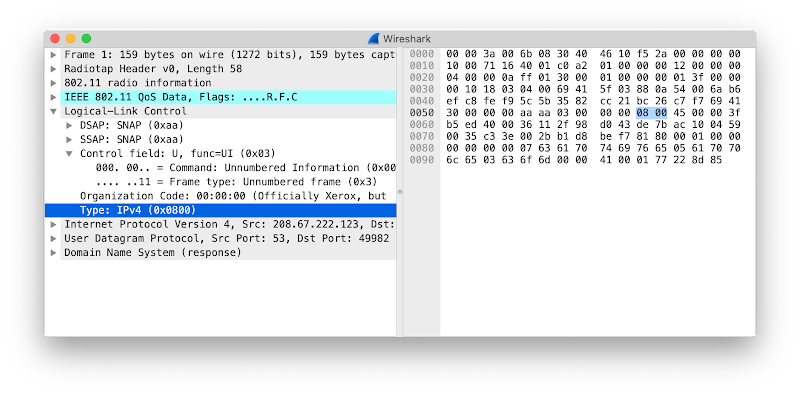 Wireshark
Frame 1: 159 bytes on wire (1272 bits), 159 bytes capt
Radiotap Header v0, Length 58
802.11 radio information
IEEE 802.11 QoS Data, Flags: ....R.F.C
Logical-Link Control
DSAP: SNAP (0xaa)
SSAP: SNAP (0xaa)
Control field: U, func=UI (0x03)
000. 00.. = Command: Unnumbered Information (0x00
.... ..11 = Frame type: Unnumbered frame (0x3)
Organization Code: 00:00:00 (Officially Xerox, but
Type: IPv4 (0x0800)
Internet Protocol Version 4, Src: 208.67.222.123, Dst:
User Datagram Protocol, Src Port: 53, Dst Port: 49982
Domain Name System (response)
0000 00 00 3a 00 6b 08 30 40 46 10 f5 2a 00 00 00 00
0010 10 00 71 16 40 01 c0 a2 01 00 00 00 12 00 00 00
0020 04 00 00 0a ff 01 30 00 01 00 00 00 01 3f 00 00
0030 00 10 18 03 04 00 69 41 5f 03 88 0a 54 00 6a b6
0040 ef c8 fe f9 5c b5 35 82 cc 21 bc 26 c7 f7 69 41
0050 30 00 00 00 aa aa 03 00 00 00 08 00 45 00 00 3f
0060 b5 ed 40 00 36 11 2f 98 d0 43 de 7b ac 10 04 59
0070 00 35 c3 3e 00 2b b1 d8 be f7 81 80 00 01 00 00
0080 00 00 00 00 07 63 61 70 74 69 76 65 05 61 70 70
0090 6c 65 03 63 6f 6d 00 00 41 00 01 77 22 8d 85